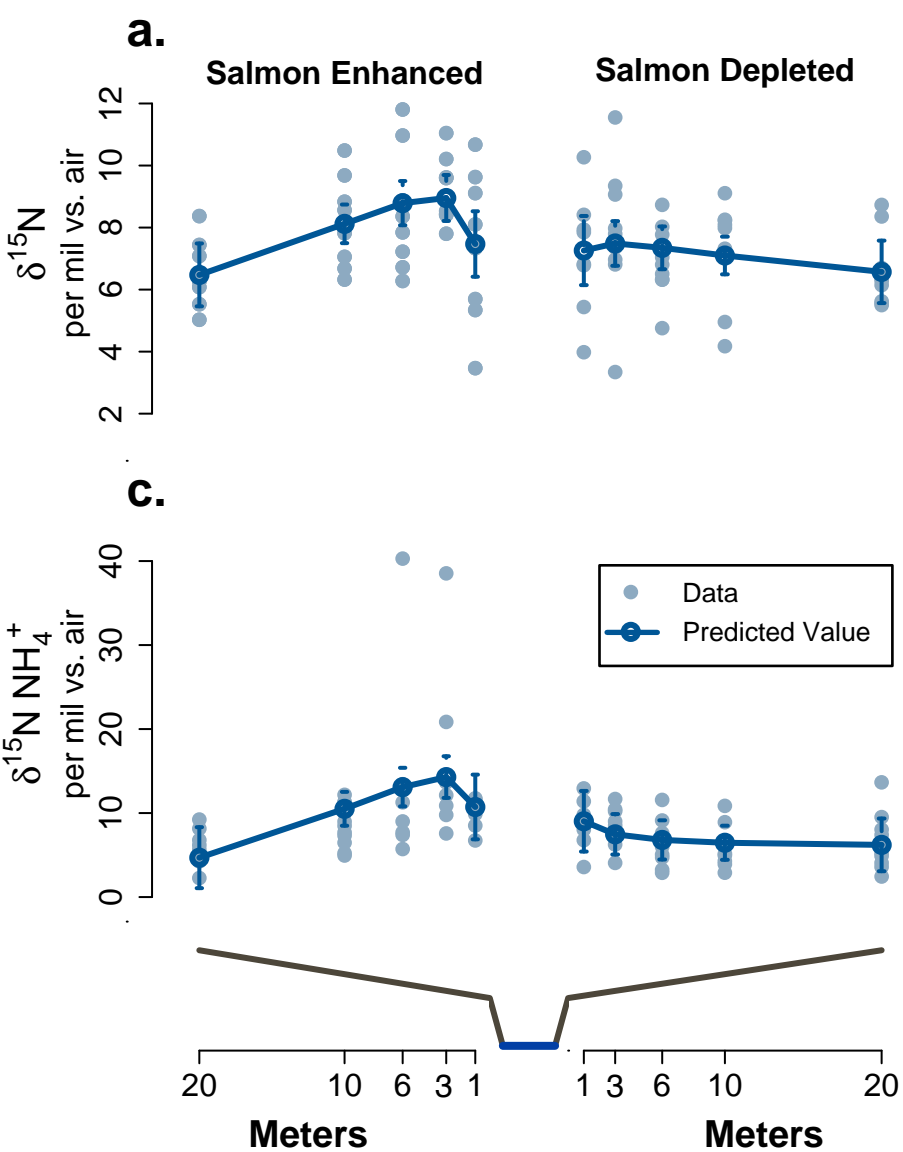 a.
Salmon Enhanced
Salmon Depleted
δ¹⁵N
per mil vs. air
12
10
8
6
4
2
c.
δ¹⁵N NH₄⁺
per mil vs. air
40
30
20
10
0
Data
Predicted Value
20 10 6 3 1
1 3 6 10 20
Meters
Meters